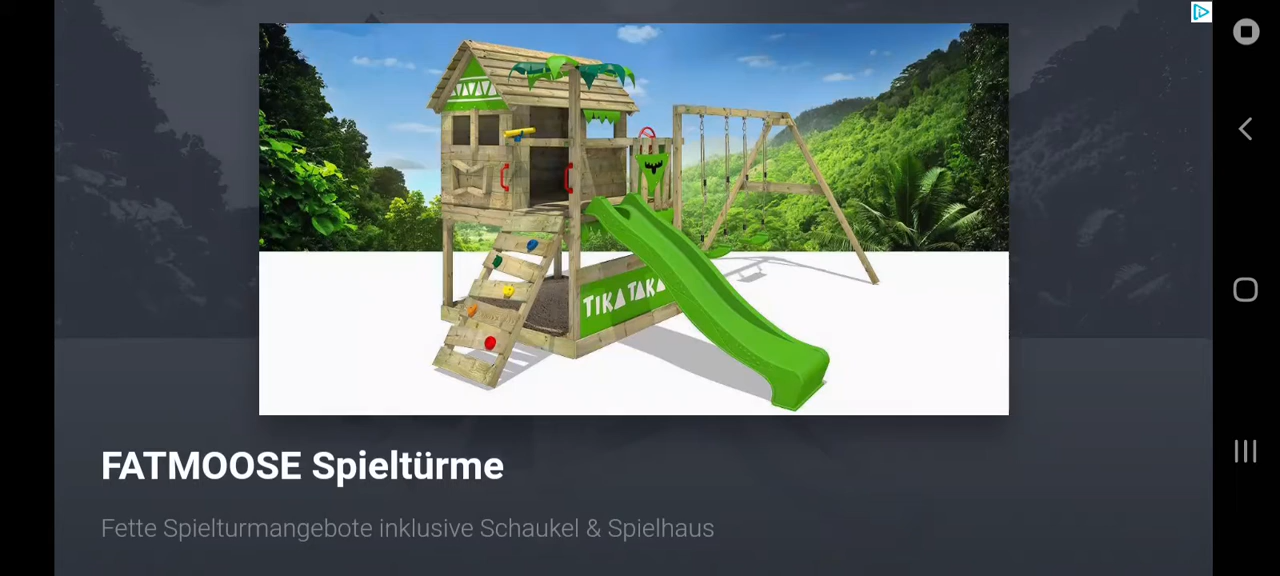 TIKA TAKA
FATMOOSE Spieltürme
Fette Spielturmangebote inklusive Schaukel & Spielhaus